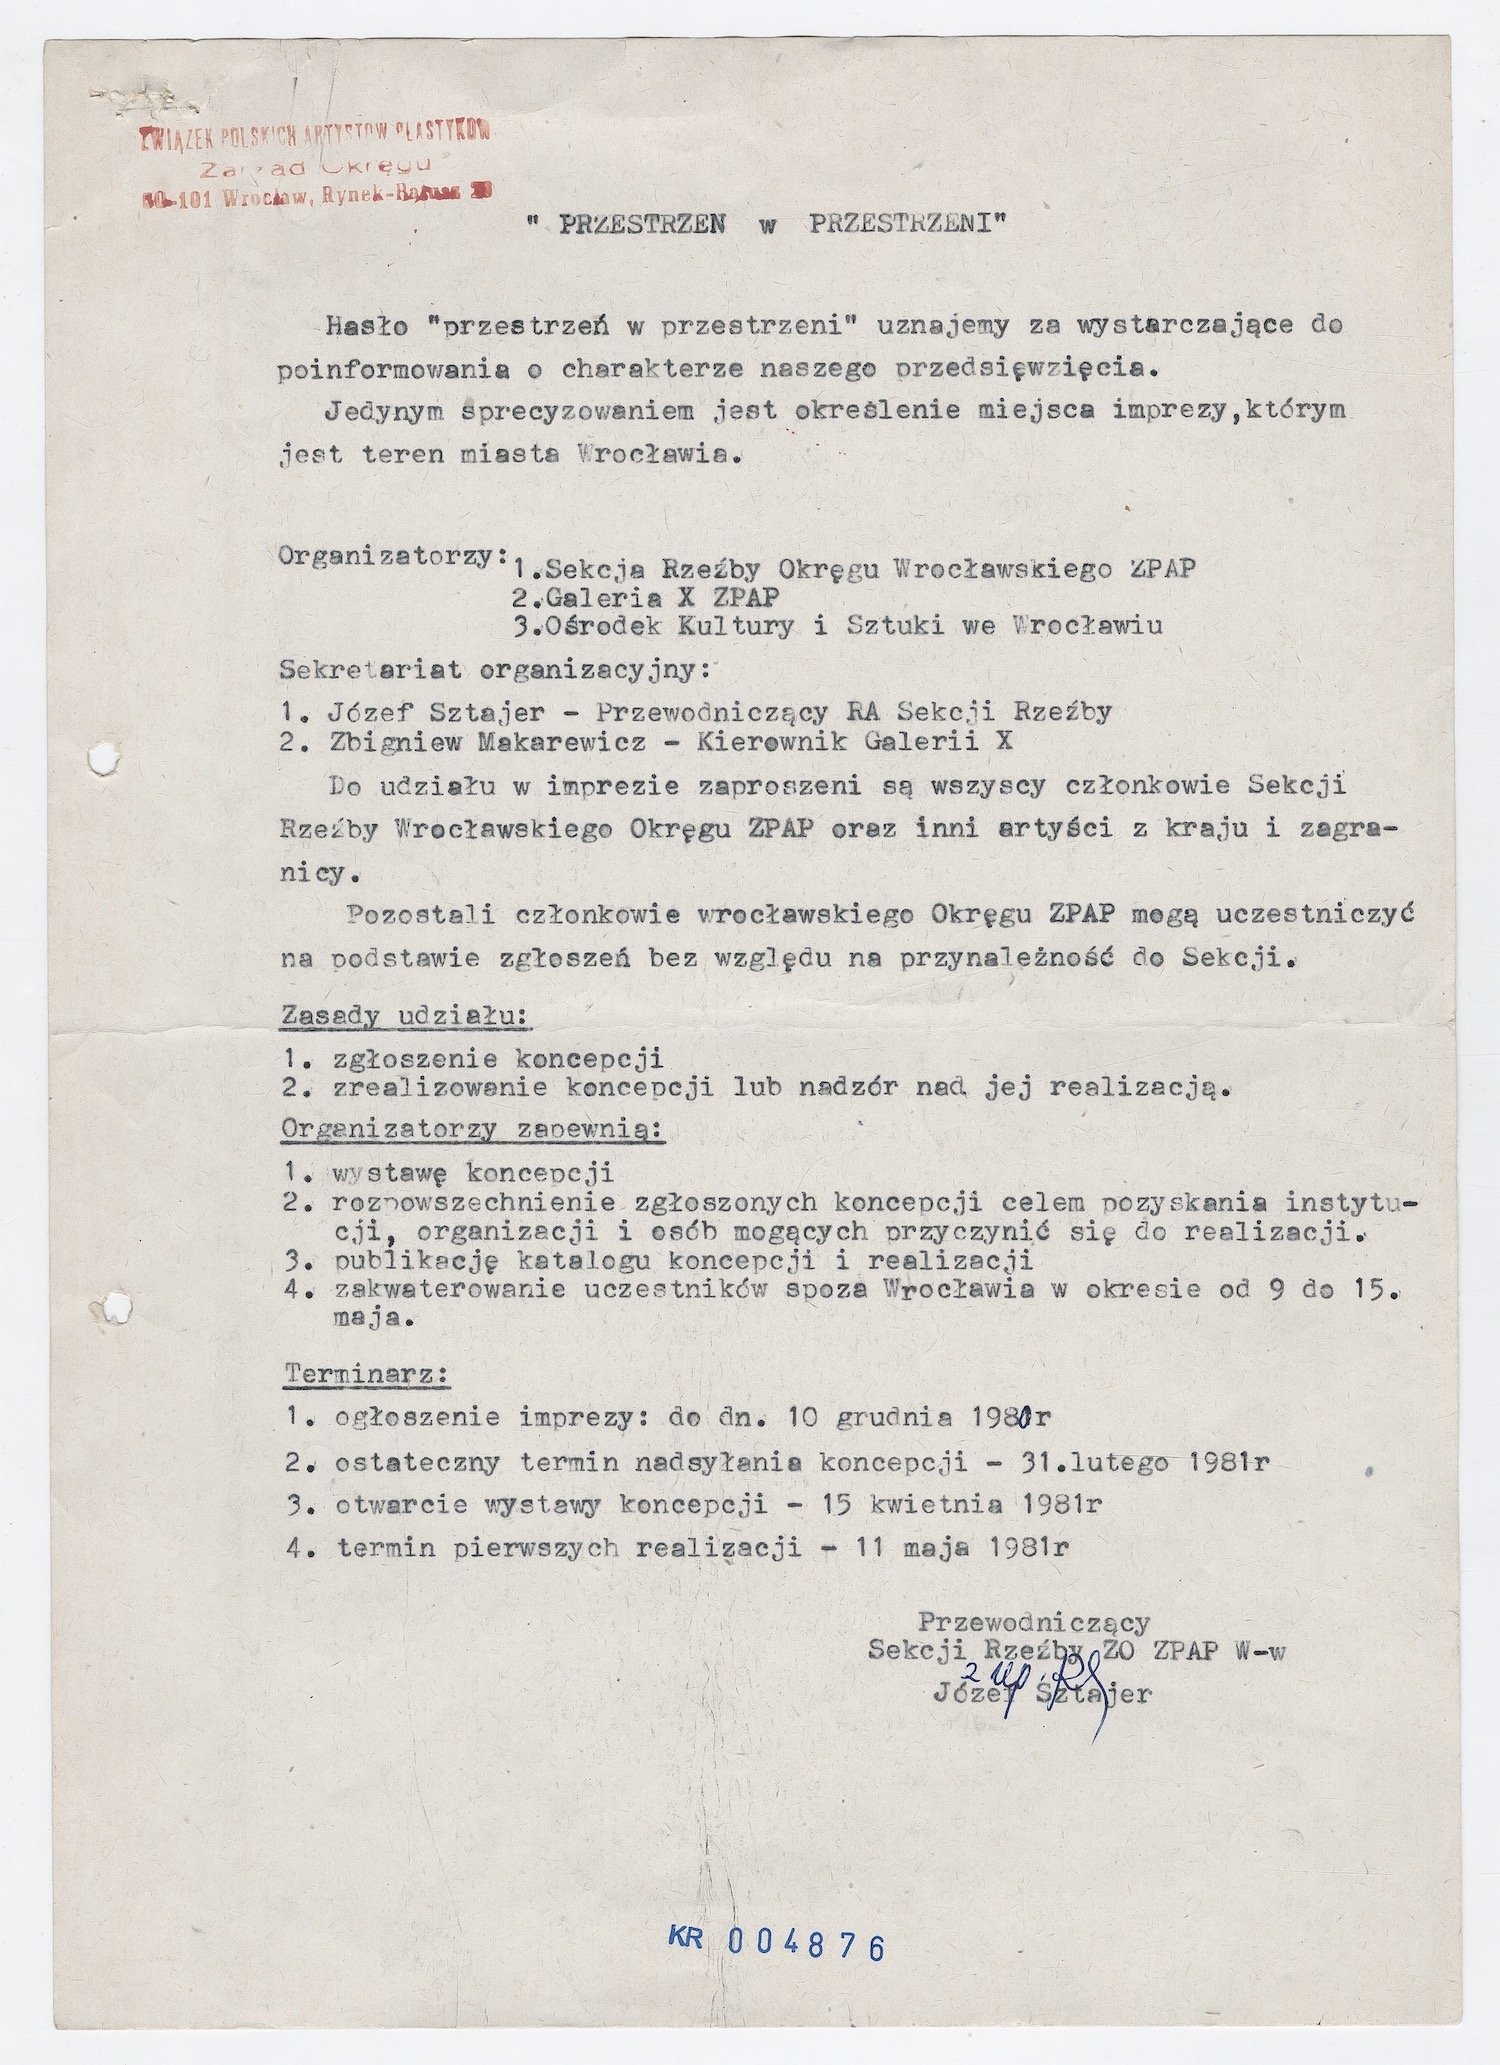 ZWIĄZEK POLSKICH ARTYSTÓW PLASTYKÓW
Zarząd Okręgu
50-101 Wrocław, Rynek-Ratusz
" PRZESTRZEN w PRZESTRZENI"
Hasło "przestrzeń w przestrzeni" uznajemy za wystarczające do
poinformowania o charakterze naszego przedsięwzięcia.
Jedynym sprecyzowaniem jest określenie miejsca imprezy,którym
jest teren miasta Wrocławia.
Organizatorzy:
1.Sekcja Rzeźby Okręgu Wrocławskiego ZPAP
2.Galeria X ZPAP
3.Ośrodek Kultury i Sztuki we Wrocławiu
Sekretariat organizacyjny:
1. Józef Sztajer - Przewodniczący RA Sekcji Rzeźby
2. Zbigniew Makarewicz - Kierownik Galerii X
Do udziału w imprezie zaproszeni są wszyscy członkowie Sekcji
Rzeźby Wrocławskiego Okręgu ZPAP oraz inni artyści z kraju i zagra-
nicy.
Pozostali członkowie wrocławskiego Okręgu ZPAP mogą uczestniczyć
na podstawie zgłoszeń bez względu na przynależność do Sekcji.
Zasady udziału:
1. zgłoszenie koncepcji
2. zrealizowanie koncepcji lub nadzór nad jej realizacją.
Organizatorzy zapewnią:
1. wystawę koncepcji
2. rozpowszechnienie zgłoszonych koncepcji celem pozyskania instytu-
cji, organizacji i osób mogących przyczynić się do realizacji.
3. publikację katalogu koncepcji i realizacji
4. zakwaterowanie uczestników spoza Wrocławia w okresie od 9 do 15.
maja.
Terminarz:
1. ogłoszenie imprezy: do dn. 10 grudnia 1980r
2. ostateczny termin nadsyłania koncepcji - 31.lutego 1981r
3. otwarcie wystawy koncepcji - 15 kwietnia 1981r
4. termin pierwszych realizacji - 11 maja 1981r
Przewodniczący
Sekcji Rzeźby ZO ZPAP W-w
Józef Sztajer
KR 004876